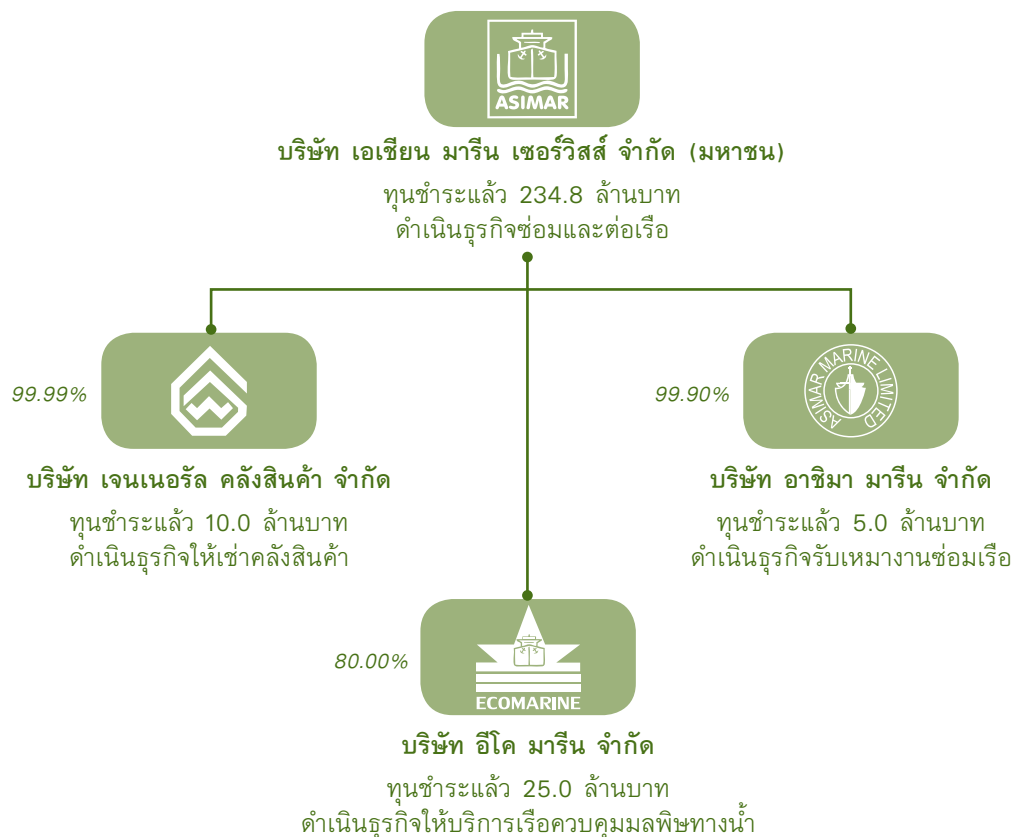 ASIMAR
บริษัท เอเชียน มารีน เซอร์วิสส์ จำกัด (มหาชน)
ทุนชำระแล้ว 234.8 ล้านบาท
ดำเนินธุรกิจซ่อมและต่อเรือ
99.99%
บริษัท เจนเนอรัล คลังสินค้า จำกัด
ทุนชำระแล้ว 10.0 ล้านบาท
ดำเนินธุรกิจให้เช่าคลังสินค้า
99.90%
ASIMAR MARINE LIMITED
บริษัท อาชิมา มารีน จำกัด
ทุนชำระแล้ว 5.0 ล้านบาท
ดำเนินธุรกิจรับเหมางานซ่อมเรือ
80.00%
ECOMARINE
บริษัท อีโค มารีน จำกัด
ทุนชำระแล้ว 25.0 ล้านบาท
ดำเนินธุรกิจให้บริการเรือควบคุมมลพิษทางน้ำ